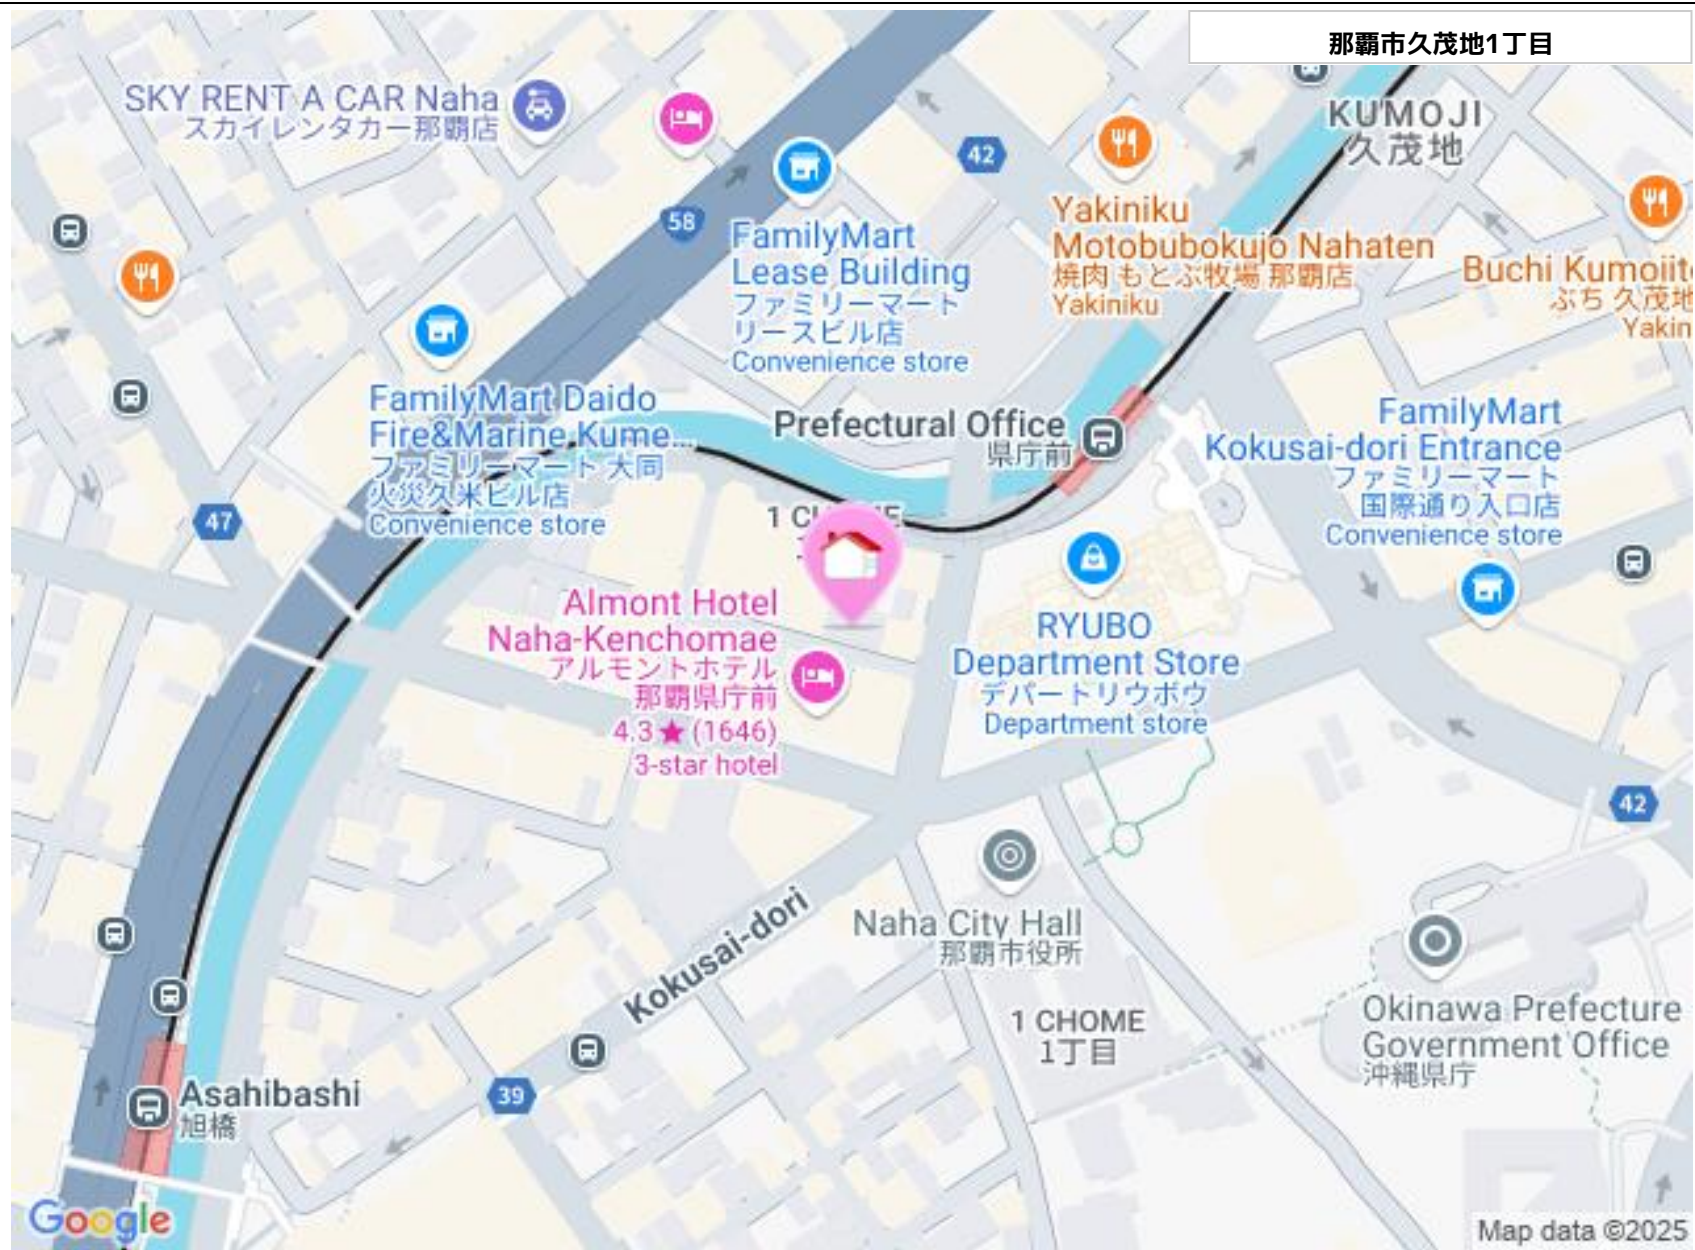 那覇市久茂地1丁目
SKY RENT A CAR Naha
スカイレンタカー那覇店
KUMOJI
久茂地
42
58
FamilyMart
Lease Building
ファミリーマート
リースビル店
Convenience store
Yakiniku
Motobubokujo Nahaten
焼肉 もとぶ牧場 那覇店
Yakiniku
Buchi Kumojit
ぶち 久茂地
Yakin
FamilyMart Daido
Fire&Marine Kume...
ファミリーマート 大同
火災久米ビル店
Convenience store
Prefectural Office
県庁前
FamilyMart
Kokusai-dori Entrance
ファミリーマート
国際通り入口店
Convenience store
47
1 CH
Almont Hotel
Naha-Kenchomae
アルモントホテル
那覇県庁前
4.3★ (1646)
3-star hotel
RYUBO
Department Store
デパートリウボウ
Department store
42
Naha City Hall
那覇市役所
Kokusai-dori
1 CHOME
1丁目
Okinawa Prefecture
Government Office
沖縄県庁
39
Asahibashi
旭橋
Google
Map data ©2025